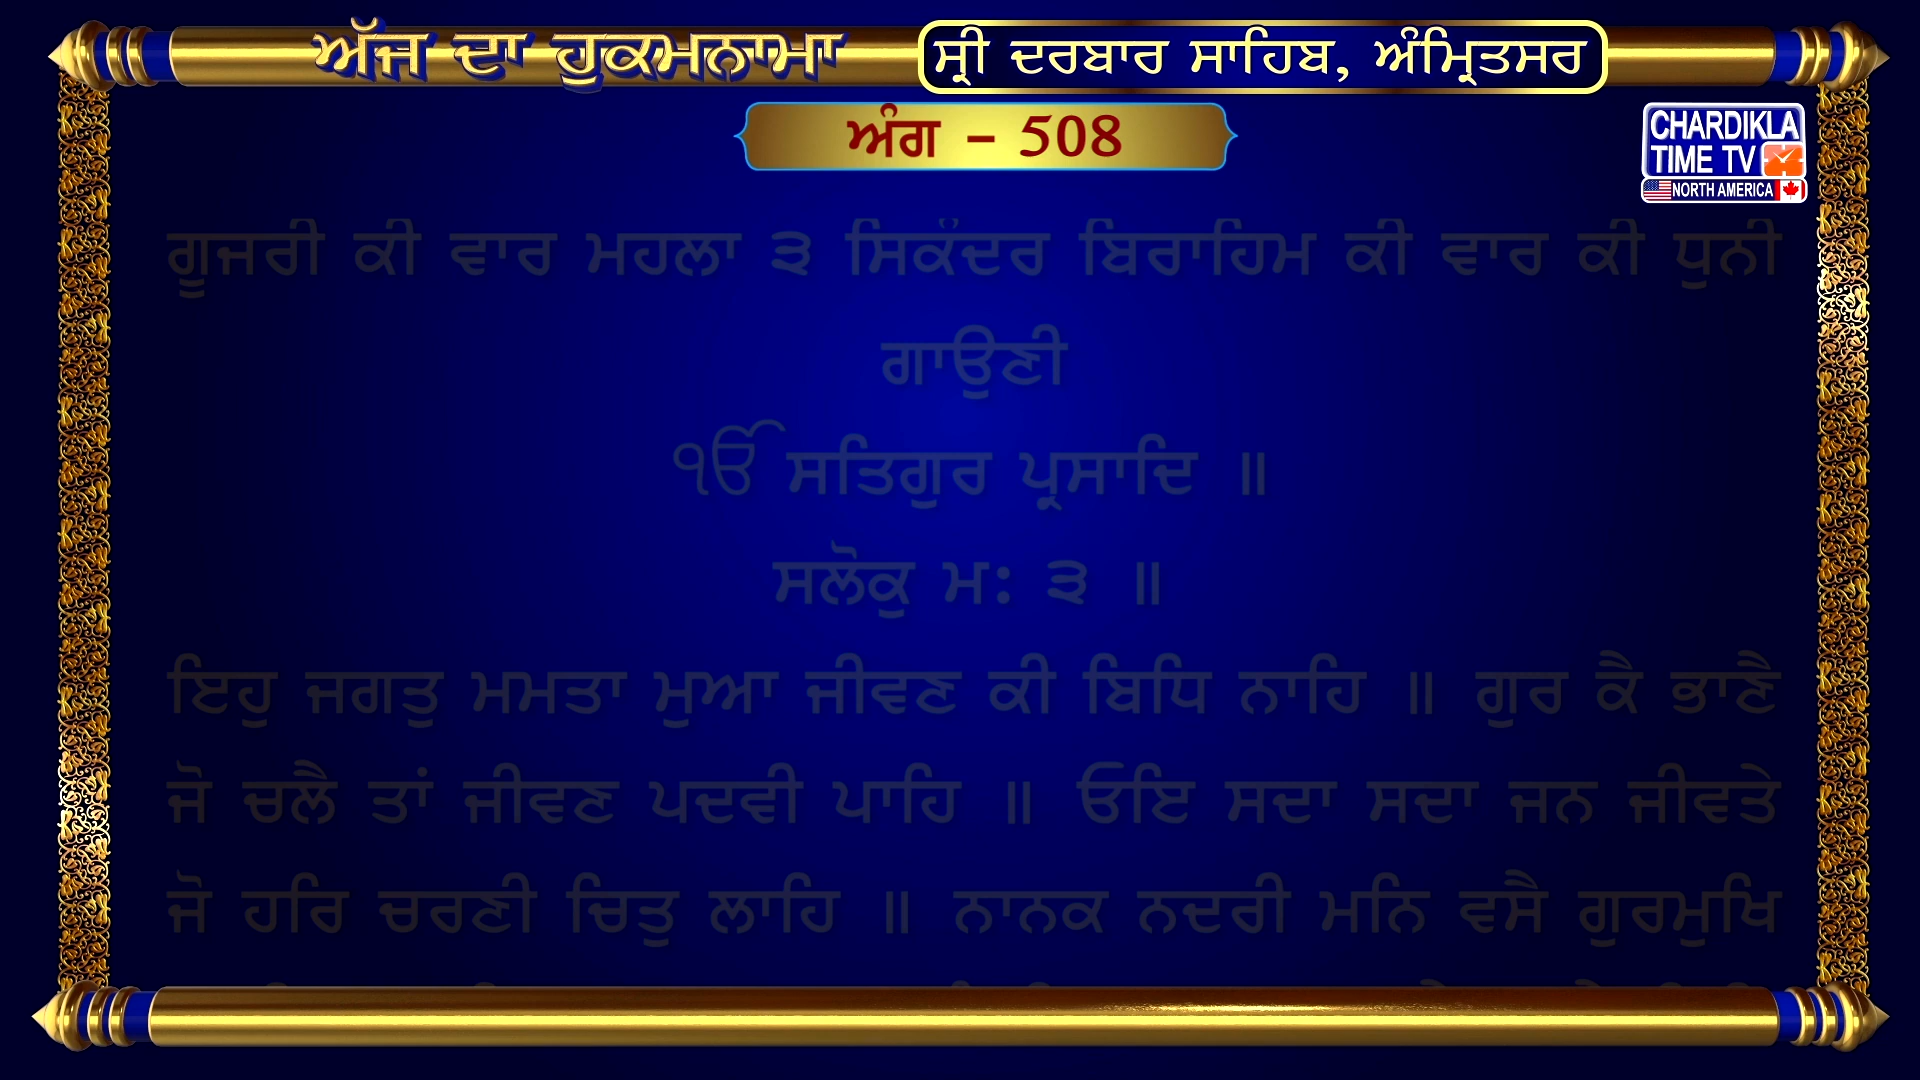 ਅੱਜ ਦਾ ਹੁਕਮਨਾਮਾ
ਸ੍ਰੀ ਦਰਬਾਰ ਸਾਹਿਬ, ਅੰਮ੍ਰਿਤਸਰ
ਅੰਗ - 508
CHARDIKLA
TIME TV
NORTH AMERICA
ਗੂਜਰੀ ਕੀ ਵਾਰ ਮਹਲਾ ੩ ਸਿਕੰਦਰ ਬਿਰਾਹਿਮ ਕੀ ਵਾਰ ਕੀ ਧੁਨੀ
ਗਾਉਣੀ
ੴ ਸਤਿਗੁਰ ਪ੍ਰਸਾਦਿ ॥
ਸਲੋਕੁ ਮਃ ੩ ॥
ਇਹੁ ਜਗਤੁ ਮਮਤਾ ਮੁਆ ਜੀਵਣ ਕੀ ਬਿਧਿ ਨਾਹਿ ॥ ਗੁਰ ਕੈ ਭਾਣੈ
ਜੋ ਚਲੈ ਤਾਂ ਜੀਵਣ ਪਦਵੀ ਪਾਹਿ ॥ ਓਇ ਸਦਾ ਸਦਾ ਜਨ ਜੀਵਤੇ
ਜੋ ਹਰਿ ਚਰਣੀ ਚਿਤੁ ਲਾਹਿ ॥ ਨਾਨਕ ਨਦਰੀ ਮਨਿ ਵਸੈ ਗੁਰਮੁਖਿ